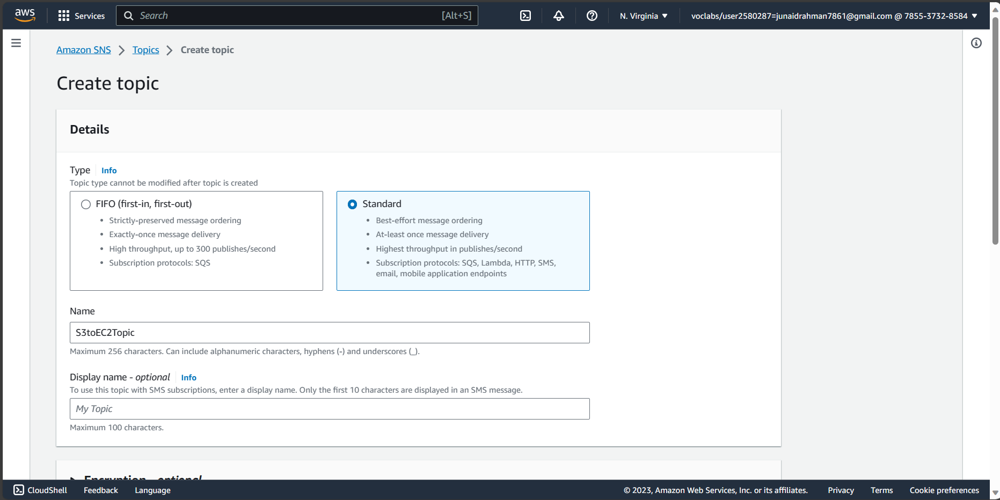 aws
Services
Search
[Alt+S]
N. Virginia
voclabs/user2580287=junaidrahman7861@gmail.com @ 7855-3732-8584
Amazon SNS
Topics
Create topic
Create topic
Details
Type
Info
Topic type cannot be modified after topic is created
FIFO (first-in, first-out)
• Strictly-preserved message ordering
• Exactly-once message delivery
• High throughput, up to 300 publishes/second
• Subscription protocols: SQS
Standard
• Best-effort message ordering
• At-least once message delivery
• Highest throughput in publishes/second
• Subscription protocols: SQS, Lambda, HTTP, SMS,
email, mobile application endpoints
Name
S3toEC2Topic
Maximum 256 characters. Can include alphanumeric characters, hyphens (-) and underscores (_).
Display name - optional
Info
To use this topic with SMS subscriptions, enter a display name. Only the first 10 characters are displayed in an SMS message.
My Topic
Maximum 100 characters.
Encryption - optional
CloudShell
Feedback
Language
© 2023, Amazon Web Services, Inc. or its affiliates.
Privacy
Terms
Cookie preferences